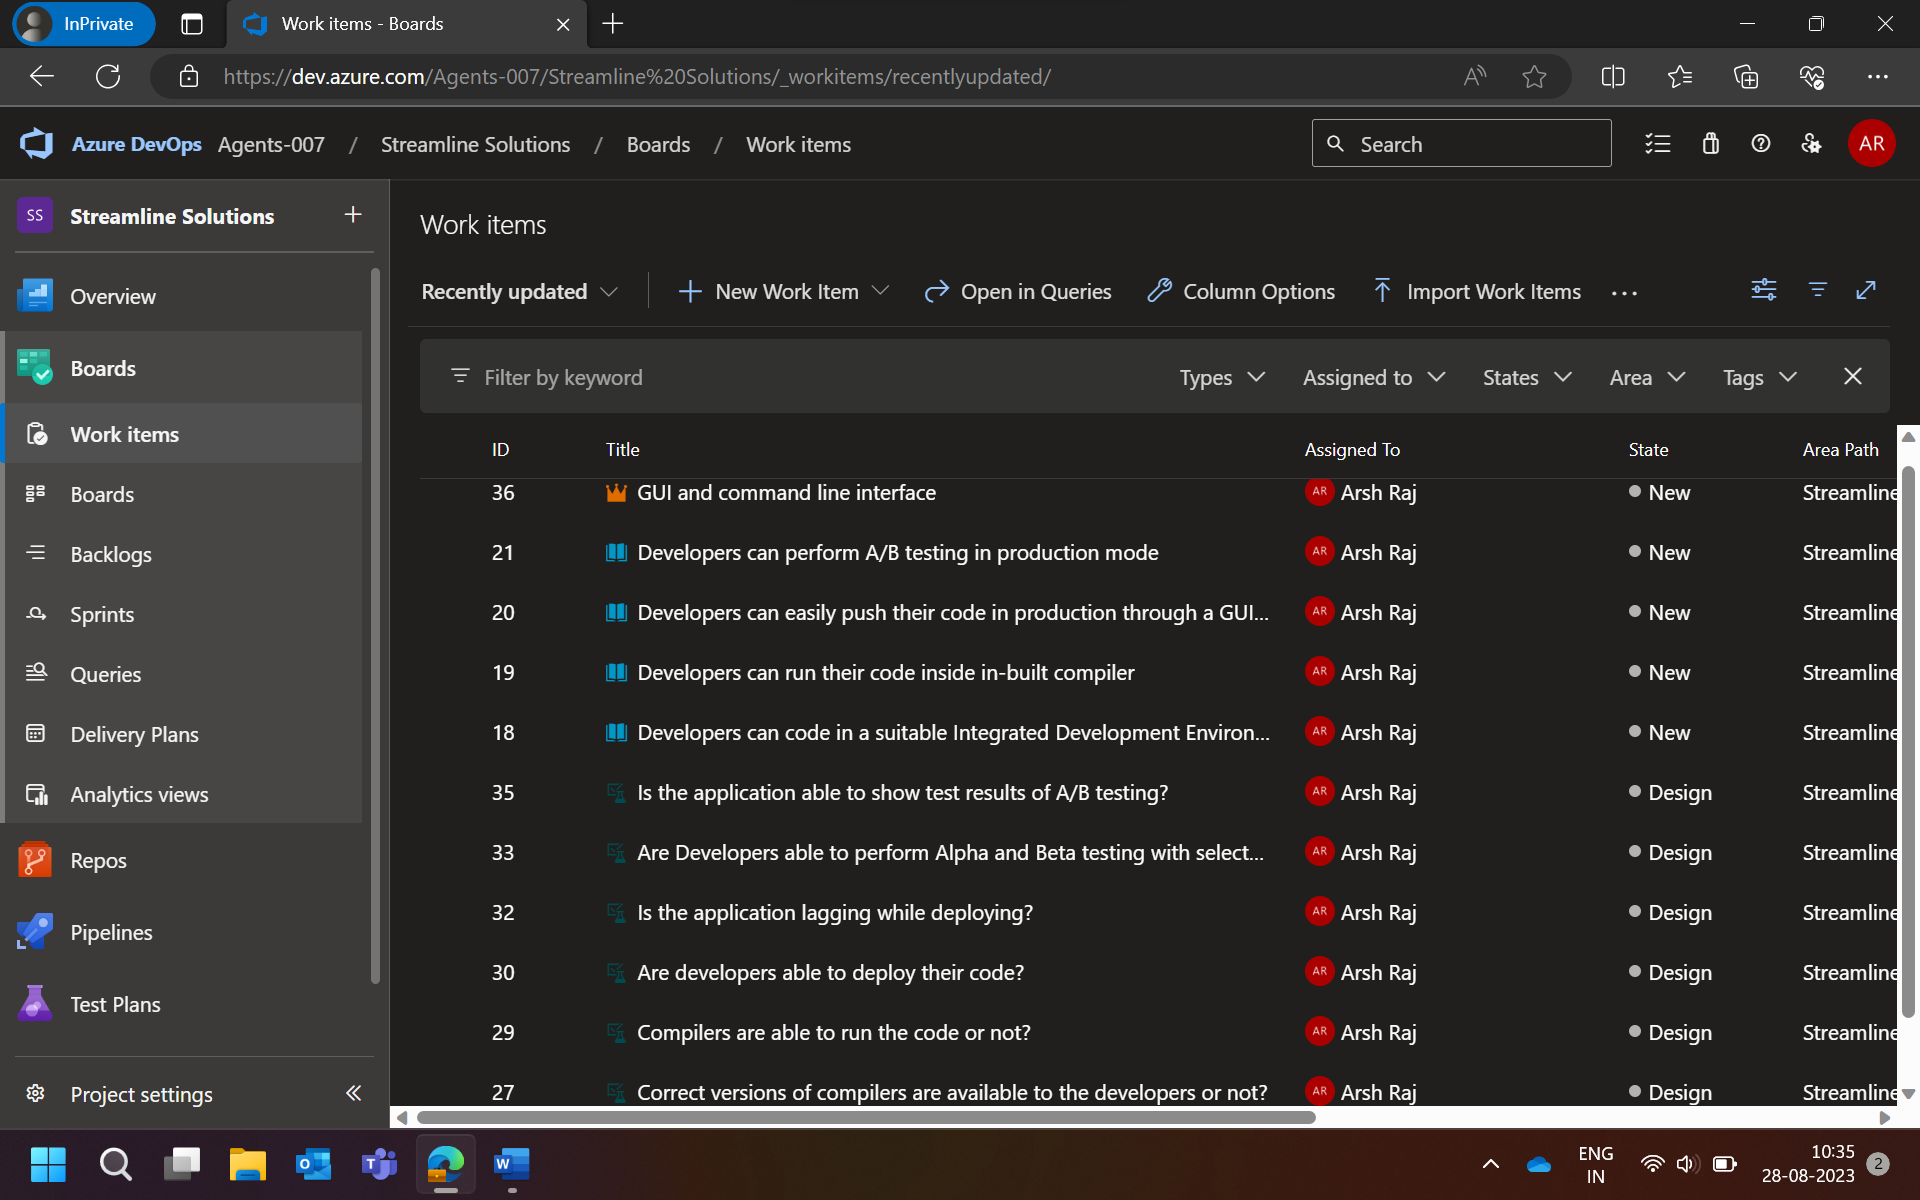 InPrivate
Work items - Boards
https://dev.azure.com/Agents-007/Streamline%20Solutions/_workitems/recentlyupdated/
Azure DevOps Agents-007 / Streamline Solutions / Boards / Work items
Search
AR
SS Streamline Solutions
Overview
Boards
Work items
Boards
Backlogs
Sprints
Queries
Delivery Plans
Analytics views
Repos
Pipelines
Test Plans
Project settings
Work items
Recently updated New Work Item Open in Queries Column Options Import Work Items
Filter by keyword Types Assigned to States Area Tags
ID Title Assigned To State Area Path
36 GUI and command line interface AR Arsh Raj New Streamline
21 Developers can perform A/B testing in production mode AR Arsh Raj New Streamline
20 Developers can easily push their code in production through a GUI... AR Arsh Raj New Streamline
19 Developers can run their code inside in-built compiler AR Arsh Raj New Streamline
18 Developers can code in a suitable Integrated Development Environ... AR Arsh Raj New Streamline
35 Is the application able to show test results of A/B testing? AR Arsh Raj Design Streamline
33 Are Developers able to perform Alpha and Beta testing with select... AR Arsh Raj Design Streamline
32 Is the application lagging while deploying? AR Arsh Raj Design Streamline
30 Are developers able to deploy their code? AR Arsh Raj Design Streamline
29 Compilers are able to run the code or not? AR Arsh Raj Design Streamline
27 Correct versions of compilers are available to the developers or not? AR Arsh Raj Design Streamline
ENG
IN
10:35
28-08-2023
2